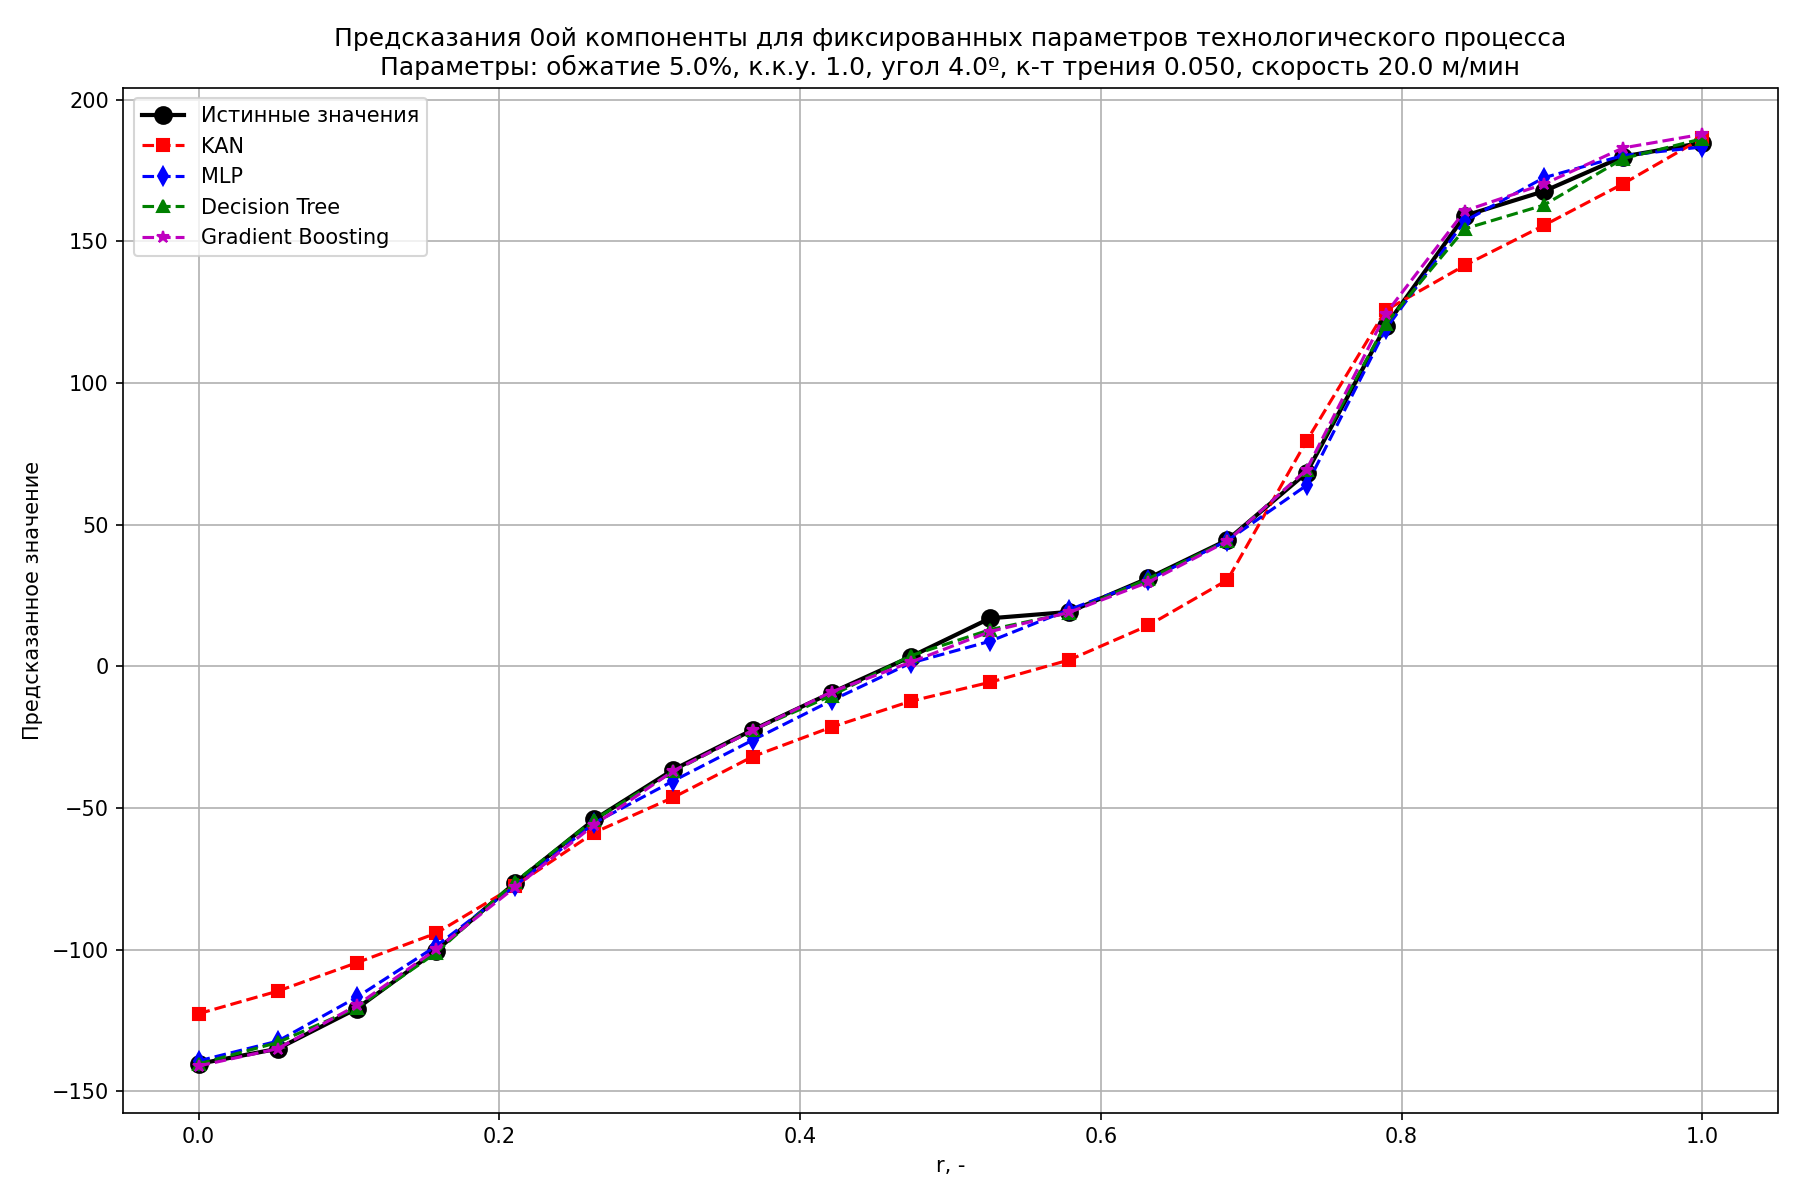 Предсказания 0ой компоненты для фиксированных параметров технологического процесса
Параметры: обжатие 5.0%, к.к.у. 1.0, угол 4.0º, к-т трения 0.050, скорость 20.0 м/мин
Истинные значения
KAN
MLP
Decision Tree
Gradient Boosting
Предсказанное значение
200
150
100
50
0
−50
−100
−150
0.0
0.2
0.4
0.6
0.8
1.0
r, -